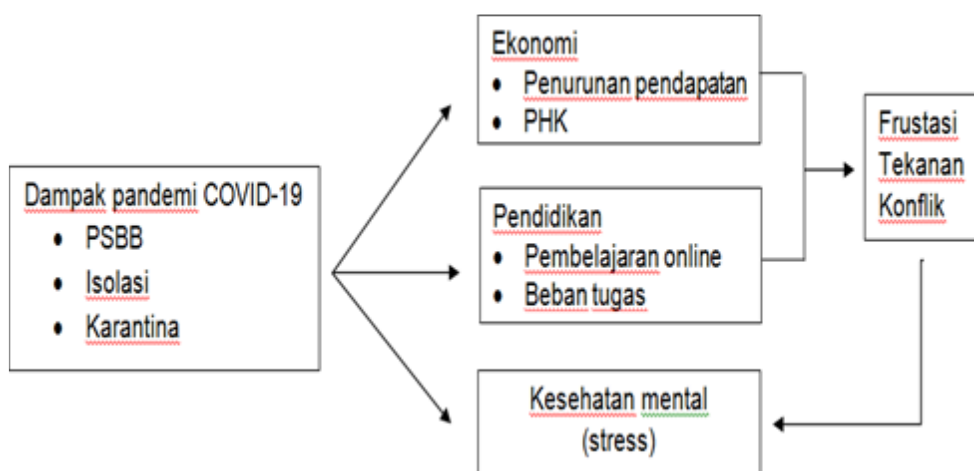 Dampak pandemi COVID-19
• PSBB
• Isolasi
• Karantina
Ekonomi
• Penurunan pendapatan
• PHK
Pendidikan
• Pembelajaran online
• Beban tugas
Kesehatan mental
(stress)
Frustasi
Tekanan
Konflik